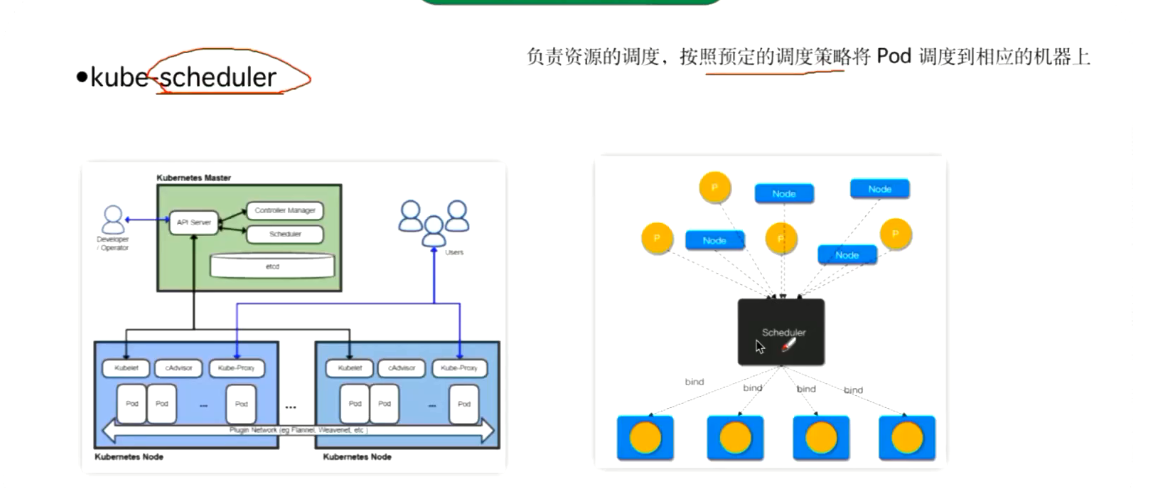 •kube-scheduler
负责资源的调度，按照预定的调度策略将 Pod 调度到相应的机器上
Kubernetes Master
API Server
Controller Manager
Scheduler
etcd
Developer
/ Operator
Users
Kubelet
cAdvisor
Kube-Proxy
Kubelet
cAdvisor
Kube-Proxy
Pod
Pod
...
Pod
...
Pod
Pod
...
Pod
Plugin Network (eg Flannel, Weavenet, etc )
Kubernetes Node
Kubernetes Node
P
Node
Node
P
Node
P
P
Node
Scheduler
bind
bind
bind
bind